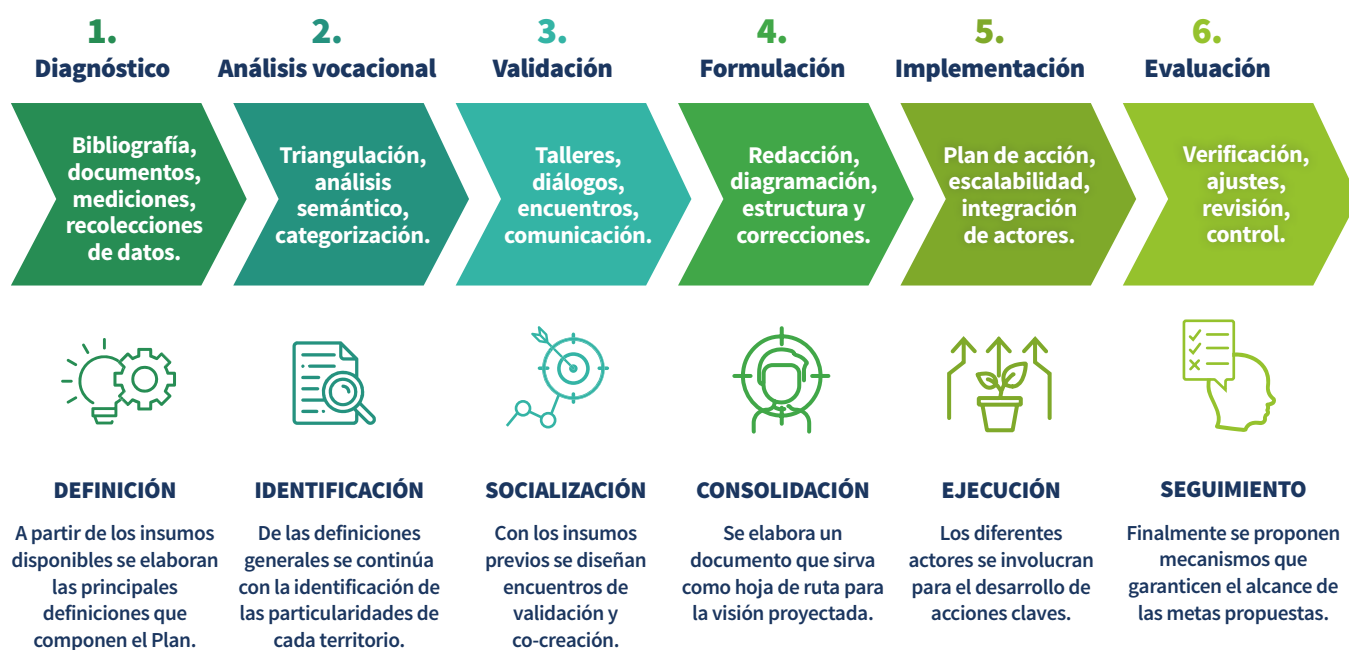 1.
Diagnóstico
Bibliografía,
documentos,
mediciones,
recolecciones
de datos.
DEFINICIÓN
A partir de los insumos
disponibles se elaboran
las principales
definiciones que
componen el Plan.
2.
Análisis vocacional
Triangulación,
análisis
semántico,
categorización.
IDENTIFICACIÓN
De las definiciones
generales se continúa
con la identificación de
las particularidades de
cada territorio.
3.
Validación
Talleres,
diálogos,
encuentros,
comunicación.
SOCIALIZACIÓN
Con los insumos
previos se diseñan
encuentros de
validación y
co-creación.
4.
Formulación
Redacción,
diagramación,
estructura y
correcciones.
CONSOLIDACIÓN
Se elabora un
documento que sirva
como hoja de ruta para
la visión proyectada.
5.
Implementación
Plan de acción,
escalabilidad,
integración
de actores.
EJECUCIÓN
Los diferentes
actores se involucran
para el desarrollo de
acciones claves.
6.
Evaluación
Verificación,
ajustes,
revisión,
control.
SEGUIMIENTO
Finalmente se proponen
mecanismos que
garanticen el alcance de
las metas propuestas.